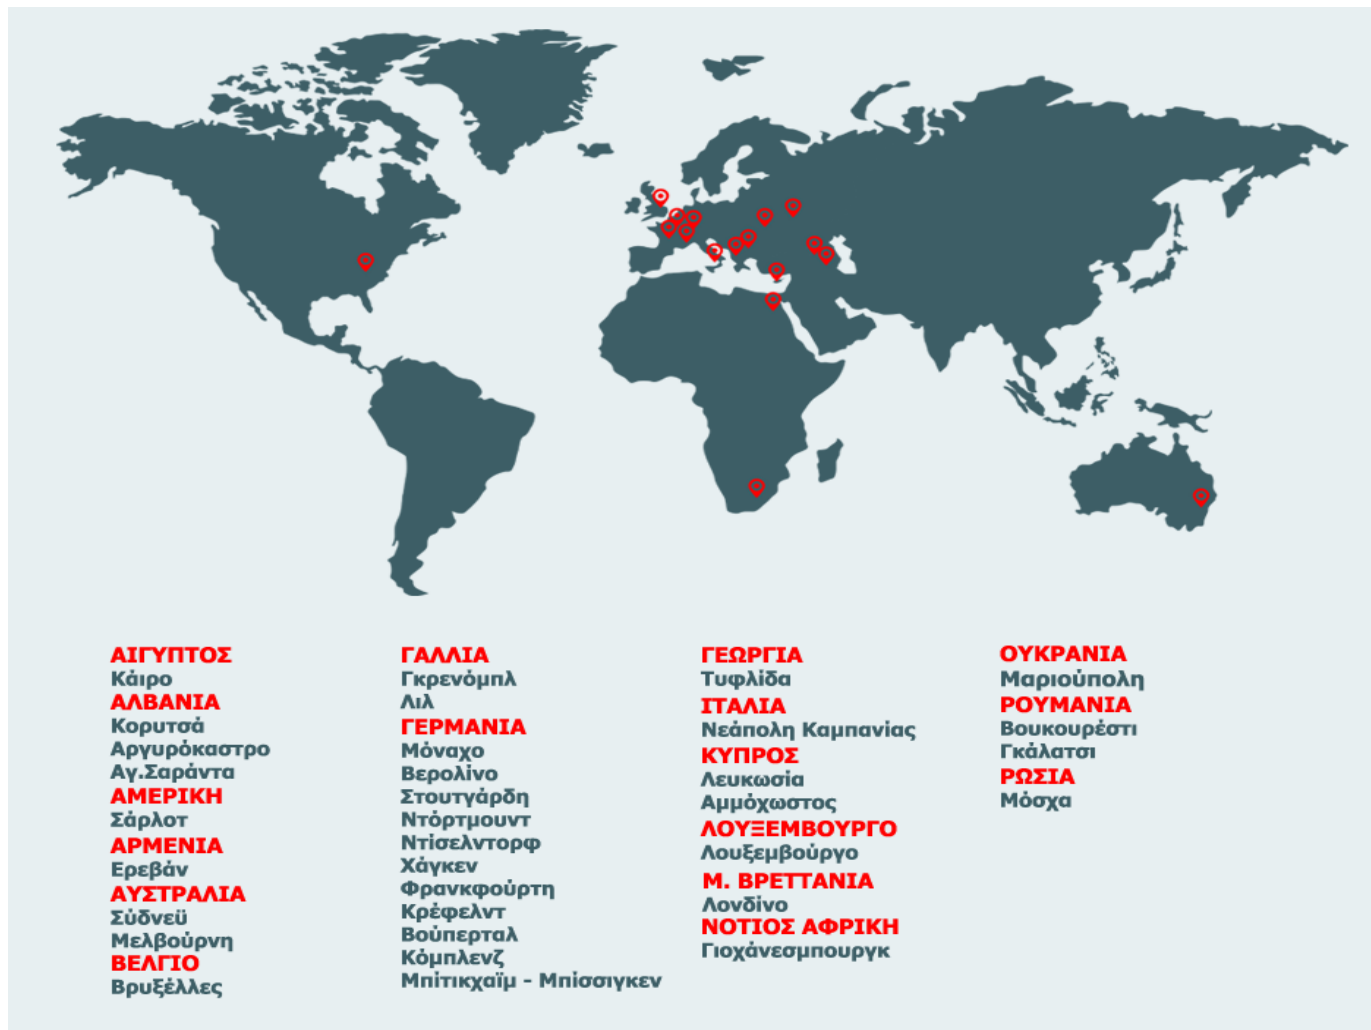 ΑΙΓΥΠΤΟΣ
Κάιρο
ΑΛΒΑΝΙΑ
Κορυτσά
Αργυρόκαστρο
Αγ.Σαράντα
ΑΜΕΡΙΚΗ
Σάρλοτ
ΑΡΜΕΝΙΑ
Ερεβάν
ΑΥΣΤΡΑΛΙΑ
Σύδνεϋ
Μελβούρνη
ΒΕΛΓΙΟ
Βρυξέλλες
ΓΑΛΛΙΑ
Γκρενόμπλ
Λιλ
ΓΕΡΜΑΝΙΑ
Μόναχο
Βερολίνο
Στουτγάρδη
Ντόρτμουντ
Ντίσελντορφ
Χάγκεν
Φρανκφούρτη
Κρέφελντ
Βούπερταλ
Κόμπλενζ
Μπίτικχαϊμ - Μπίσσιγκεν
ΓΕΩΡΓΙΑ
Τυφλίδα
ΙΤΑΛΙΑ
Νεάπολη Καμπανίας
ΚΥΠΡΟΣ
Λευκωσία
Αμμόχωστος
ΛΟΥΞΕΜΒΟΥΡΓΟ
Λουξεμβούργο
Μ. ΒΡΕΤΤΑΝΙΑ
Λονδίνο
ΝΟΤΙΟΣ ΑΦΡΙΚΗ
Γιοχάνεσμπουργκ
ΟΥΚΡΑΝΙΑ
Μαριούπολη
ΡΟΥΜΑΝΙΑ
Βουκουρέστι
Γκάλατσι
ΡΩΣΙΑ
Μόσχα